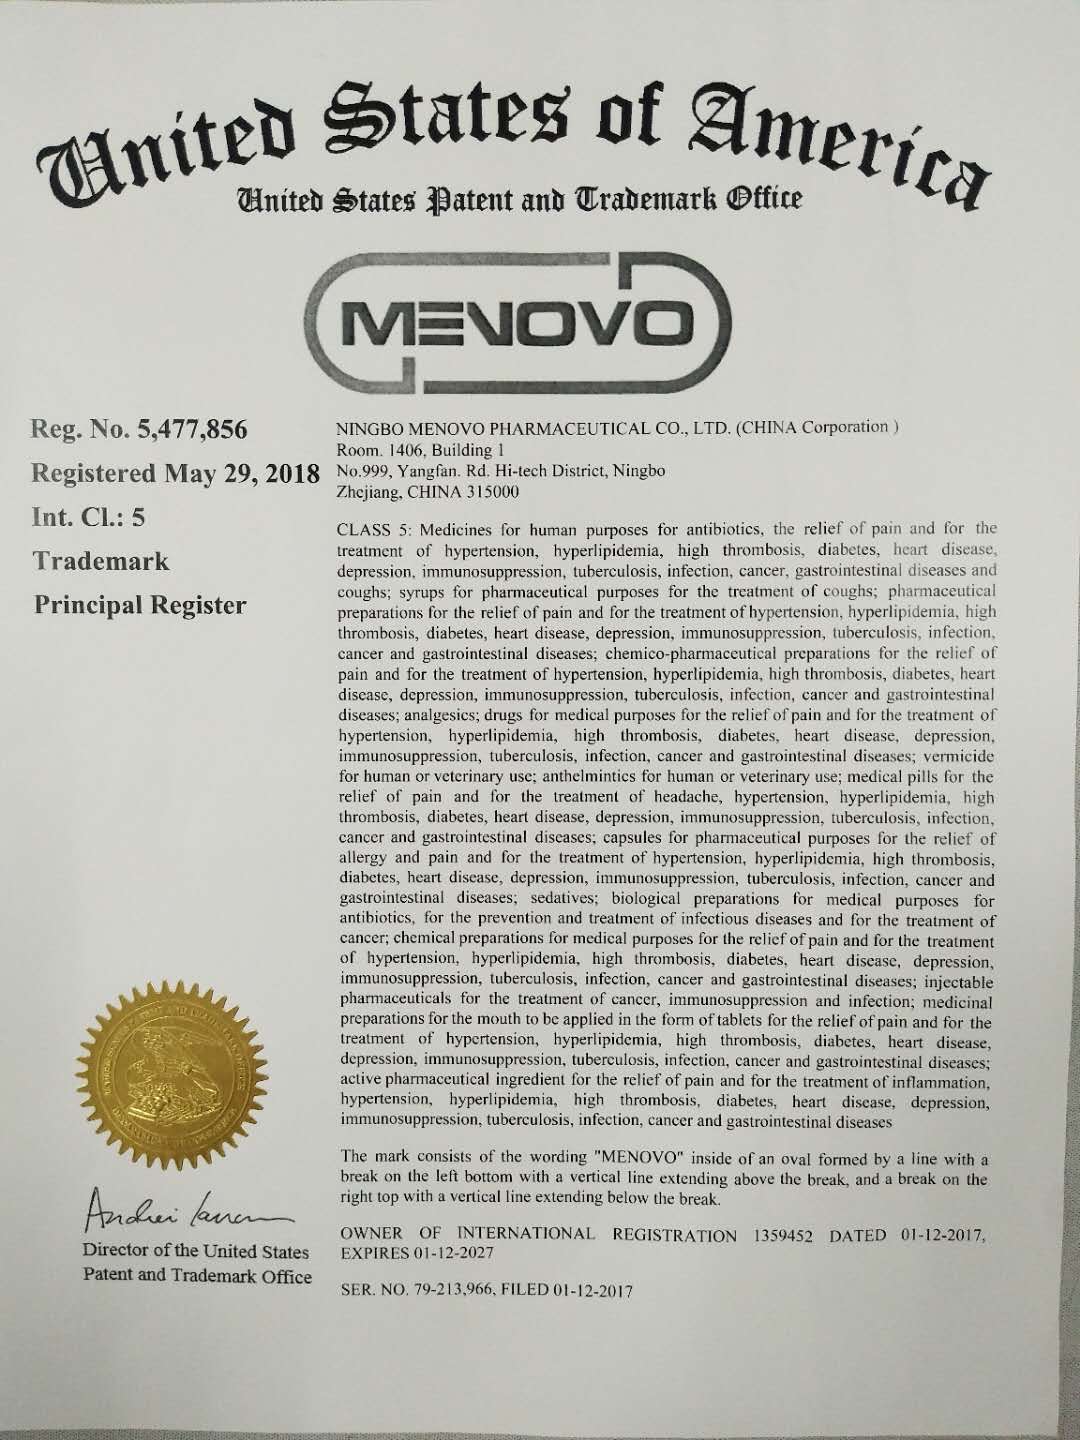 United States of America
United States Patent and Trademark Office
MENOVO
Reg. No. 5,477,856
Registered May 29, 2018
Int. Cl.: 5
Trademark
Principal Register
NINGBO MENOVO PHARMACEUTICAL CO., LTD. (CHINA Corporation )
Room. 1406, Building 1
No.999, Yangfan. Rd. Hi-tech District, Ningbo
Zhejiang, CHINA 315000
CLASS 5: Medicines for human purposes for antibiotics, the relief of pain and for the
treatment of hypertension, hyperlipidemia, high thrombosis, diabetes, heart disease,
depression, immunosuppression, tuberculosis, infection, cancer, gastrointestinal diseases and
coughs; syrups for pharmaceutical purposes for the treatment of coughs; pharmaceutical
preparations for the relief of pain and for the treatment of hypertension, hyperlipidemia, high
thrombosis, diabetes, heart disease, depression, immunosuppression, tuberculosis, infection,
cancer and gastrointestinal diseases; chemico-pharmaceutical preparations for the relief of
pain and for the treatment of hypertension, hyperlipidemia, high thrombosis, diabetes, heart
disease, depression, immunosuppression, tuberculosis, infection, cancer and gastrointestinal
diseases; analgesics; drugs for medical purposes for the relief of pain and for the treatment of
hypertension, hyperlipidemia, high thrombosis, diabetes, heart disease, depression,
immunosuppression, tuberculosis, infection, cancer and gastrointestinal diseases; vermicide
for human or veterinary use; anthelmintics for human or veterinary use; medical pills for the
relief of pain and for the treatment of headache, hypertension, hyperlipidemia, high
thrombosis, diabetes, heart disease, depression, immunosuppression, tuberculosis, infection,
cancer and gastrointestinal diseases; capsules for pharmaceutical purposes for the relief of
allergy and pain and for the treatment of hypertension, hyperlipidemia, high thrombosis,
diabetes, heart disease, depression, immunosuppression, tuberculosis, infection, cancer and
gastrointestinal diseases; sedatives; biological preparations for medical purposes for
antibiotics, for the prevention and treatment of infectious diseases and for the treatment of
cancer; chemical preparations for medical purposes for the relief of pain and for the treatment
of hypertension, hyperlipidemia, high thrombosis, diabetes, heart disease, depression,
immunosuppression, tuberculosis, infection, cancer and gastrointestinal diseases; injectable
pharmaceuticals for the treatment of cancer, immunosuppression and infection; medicinal
preparations for the mouth to be applied in the form of tablets for the relief of pain and for the
treatment of hypertension, hyperlipidemia, high thrombosis, diabetes, heart disease,
depression, immunosuppression, tuberculosis, infection, cancer and gastrointestinal diseases;
active pharmaceutical ingredient for the relief of pain and for the treatment of inflammation,
hypertension, hyperlipidemia, high thrombosis, diabetes, heart disease, depression,
immunosuppression, tuberculosis, infection, cancer and gastrointestinal diseases
The mark consists of the wording "MENOVO" inside of an oval formed by a line with a
break on the left bottom with a vertical line extending above the break, and a break on the
right top with a vertical line extending below the break.
OWNER OF INTERNATIONAL REGISTRATION 1359452 DATED 01-12-2017,
EXPIRES 01-12-2027
SER. NO. 79-213,966, FILED 01-12-2017
Director of the United States
Patent and Trademark Office